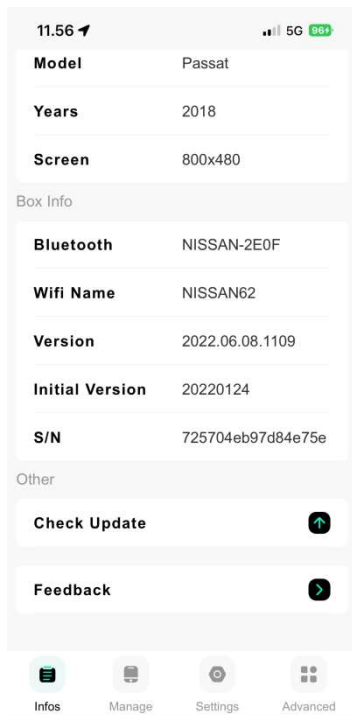 11.56 5G 96
Model Passat
Years 2018
Screen 800x480
Box Info
Bluetooth NISSAN-2E0F
Wifi Name NISSAN62
Version 2022.06.08.1109
Initial Version 20220124
S/N 725704eb97d84e75e
Other
Check Update
Feedback
Infos Manage Settings Advanced